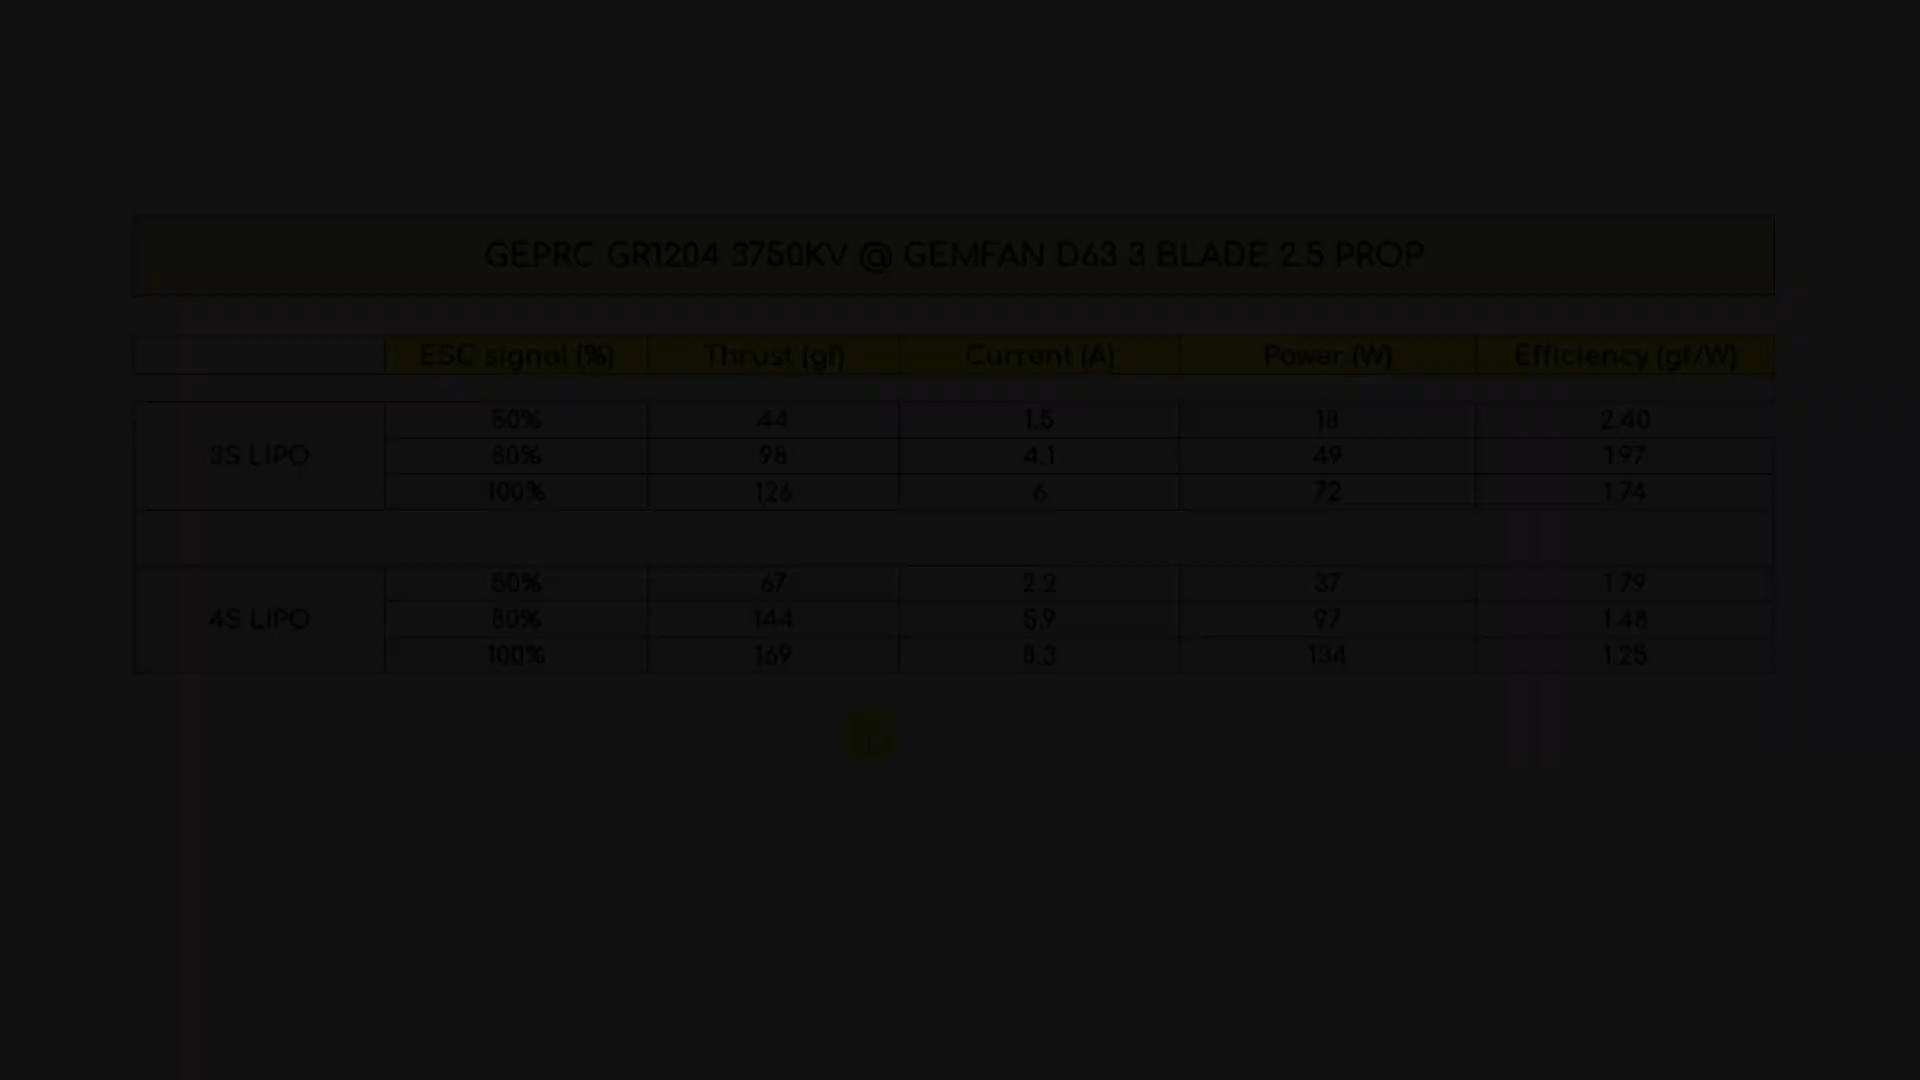 GEPRC GR1204 3750KV @ GEMFAN D63 3 BLADE 2.5 PROP
ESC signal (%) Thrust (gf) Current (A) Power (W) Efficiency (gf/W)
3S LIPO
50% 44 1.5 18 2.40
80% 98 4.1 49 1.97
100% 126 6 72 1.74
4S LIPO
50% 67 2.2 37 1.79
80% 144 5.9 97 1.48
100% 169 8.3 134 1.25